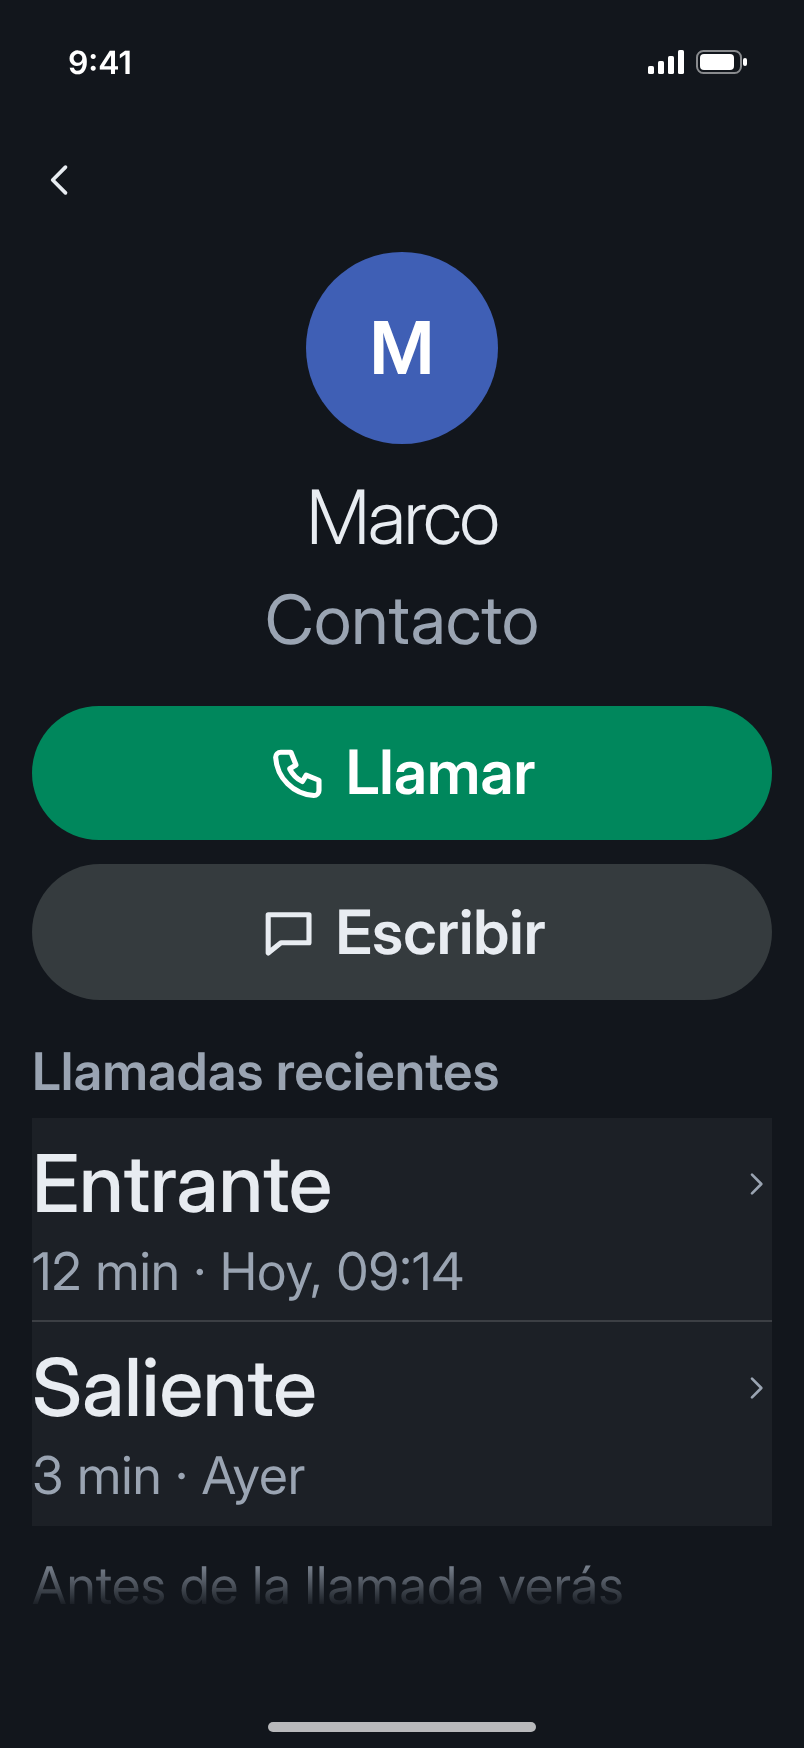 9:41
M
Marco
Contacto
Llamar
Escribir
Llamadas recientes
Entrante
12 min · Hoy, 09:14
Saliente
3 min · Ayer
Antes de la llamada verás